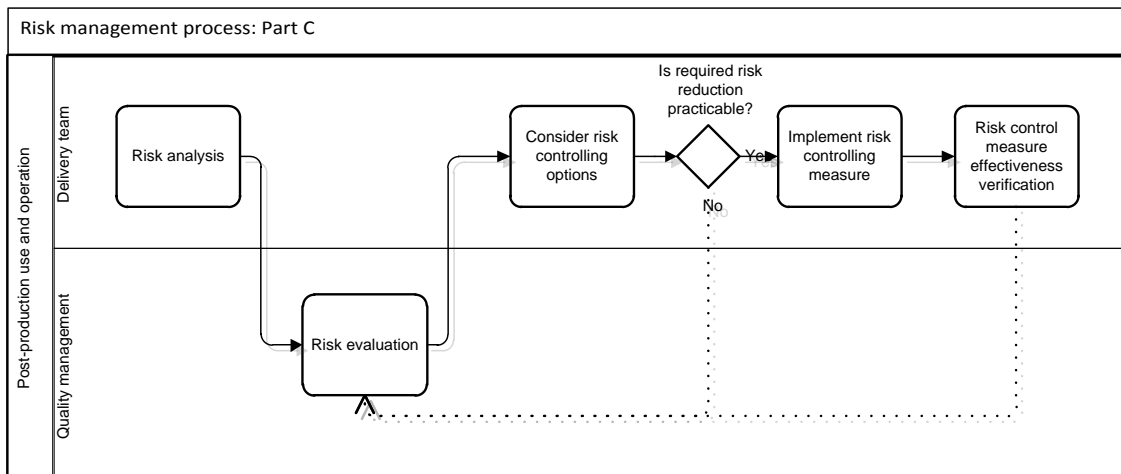 Risk management process: Part C
Post-production use and operation
Delivery team
Risk analysis
Consider risk
controlling
options
Is required risk
reduction
practicable?
Yes
No
Implement risk
controlling
measure
Risk control
measure
effectiveness
verification
Quality management
Risk evaluation